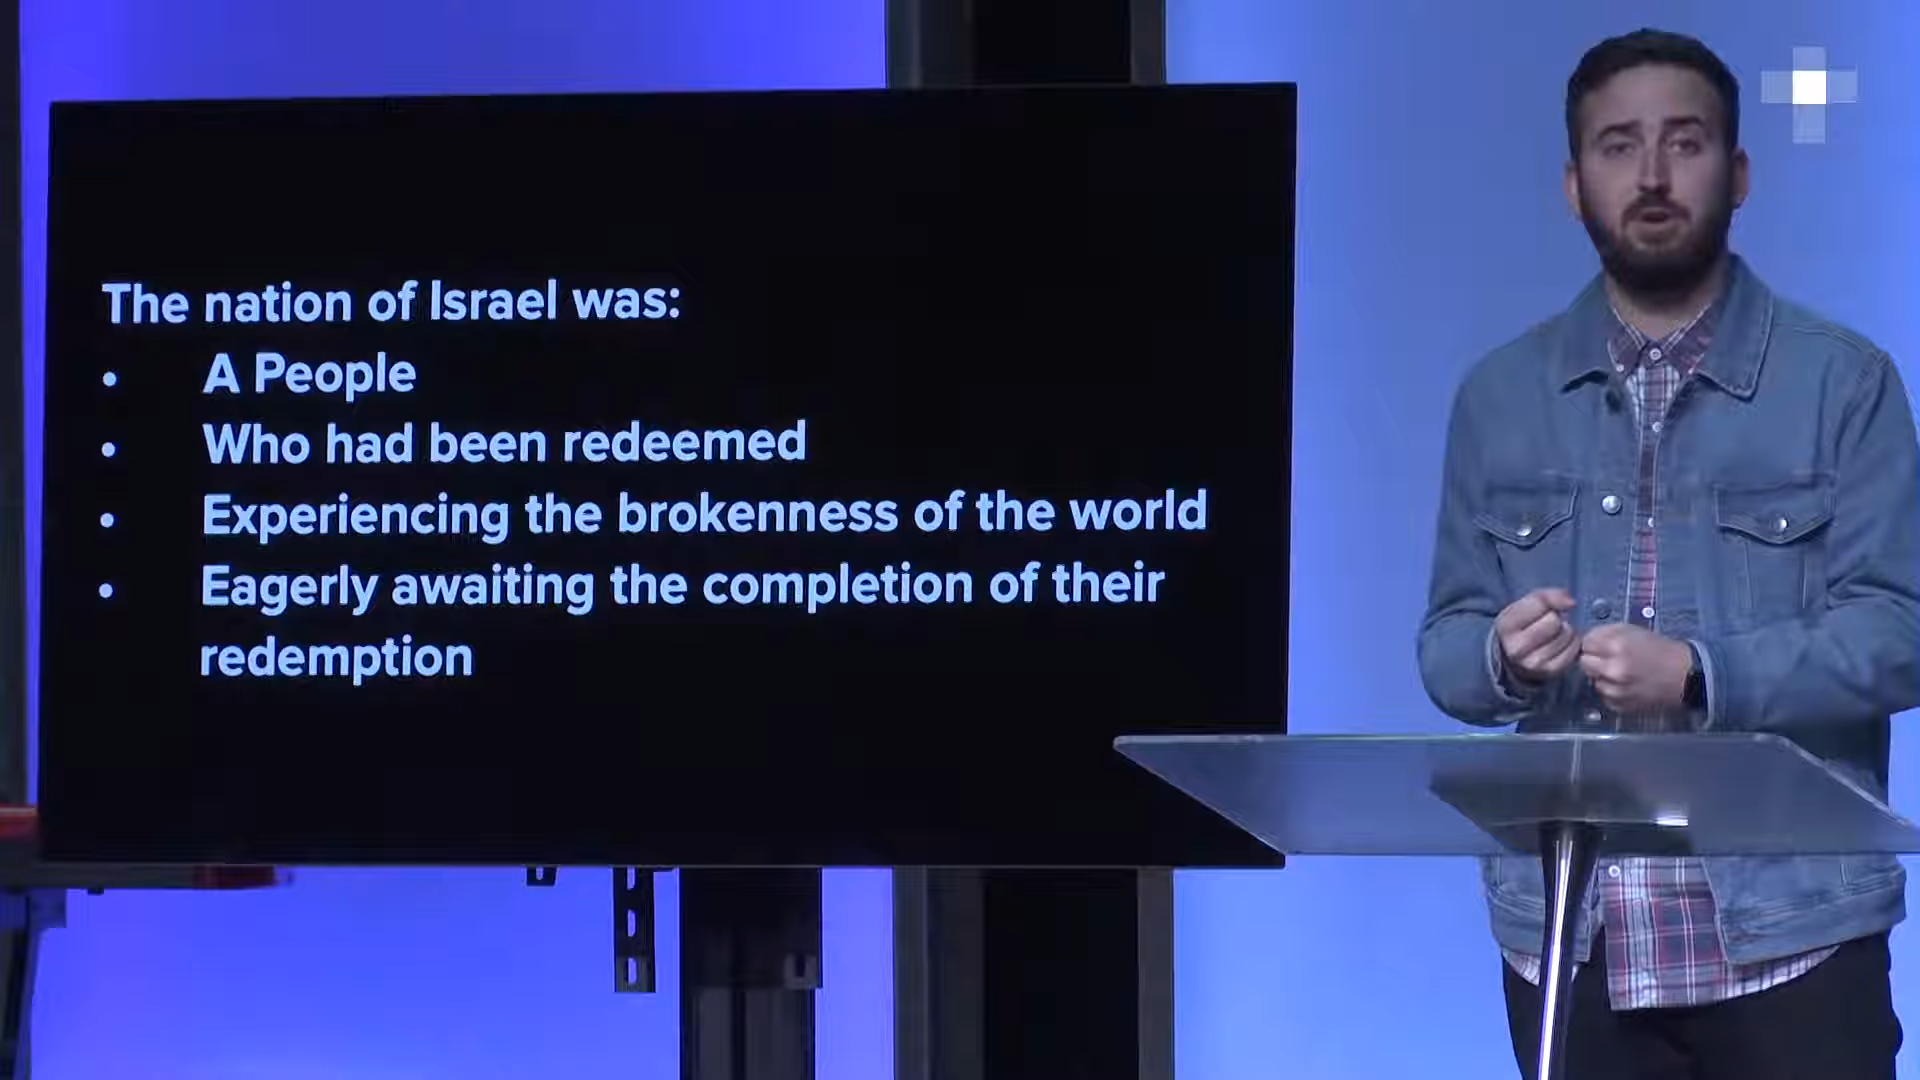 The nation of Israel was:
• A People
• Who had been redeemed
• Experiencing the brokenness of the world
• Eagerly awaiting the completion of their
redemption